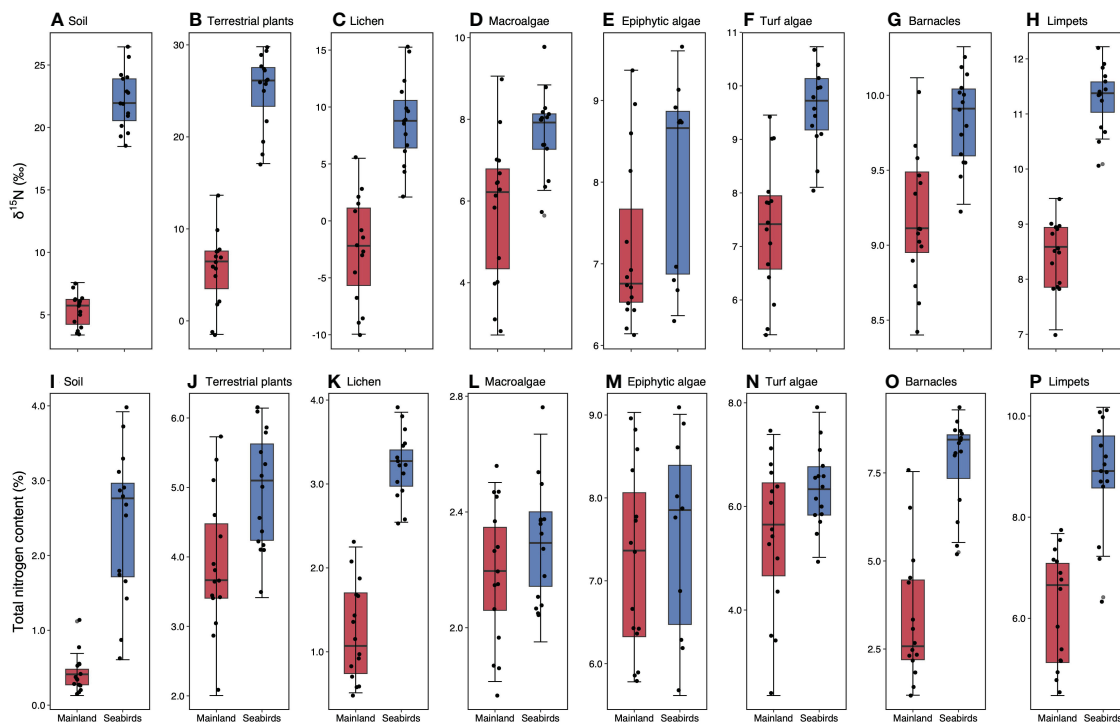 A Soil
B Terrestrial plants
C Lichen
D Macroalgae
E Epiphytic algae
F Turf algae
G Barnacles
H Limpets
δ¹⁵N (‰)
25
20
15
10
5
30
20
10
0
15
10
5
0
-5
-10
10
8
6
4
9
8
7
6
11
10
9
8
7
6
10.0
9.5
9.0
8.5
12
11
10
9
8
7
I Soil
J Terrestrial plants
K Lichen
L Macroalgae
M Epiphytic algae
N Turf algae
O Barnacles
P Limpets
Total nitrogen content (%)
4.0
3.0
2.0
1.0
0.0
6.0
5.0
4.0
3.0
2.0
4.0
3.0
2.0
1.0
2.8
2.4
2.0
9.0
8.0
7.0
6.0
8.0
6.0
4.0
7.5
5.0
2.5
10.0
8.0
6.0
Mainland Seabirds
Mainland Seabirds
Mainland Seabirds
Mainland Seabirds
Mainland Seabirds
Mainland Seabirds
Mainland Seabirds
Mainland Seabirds